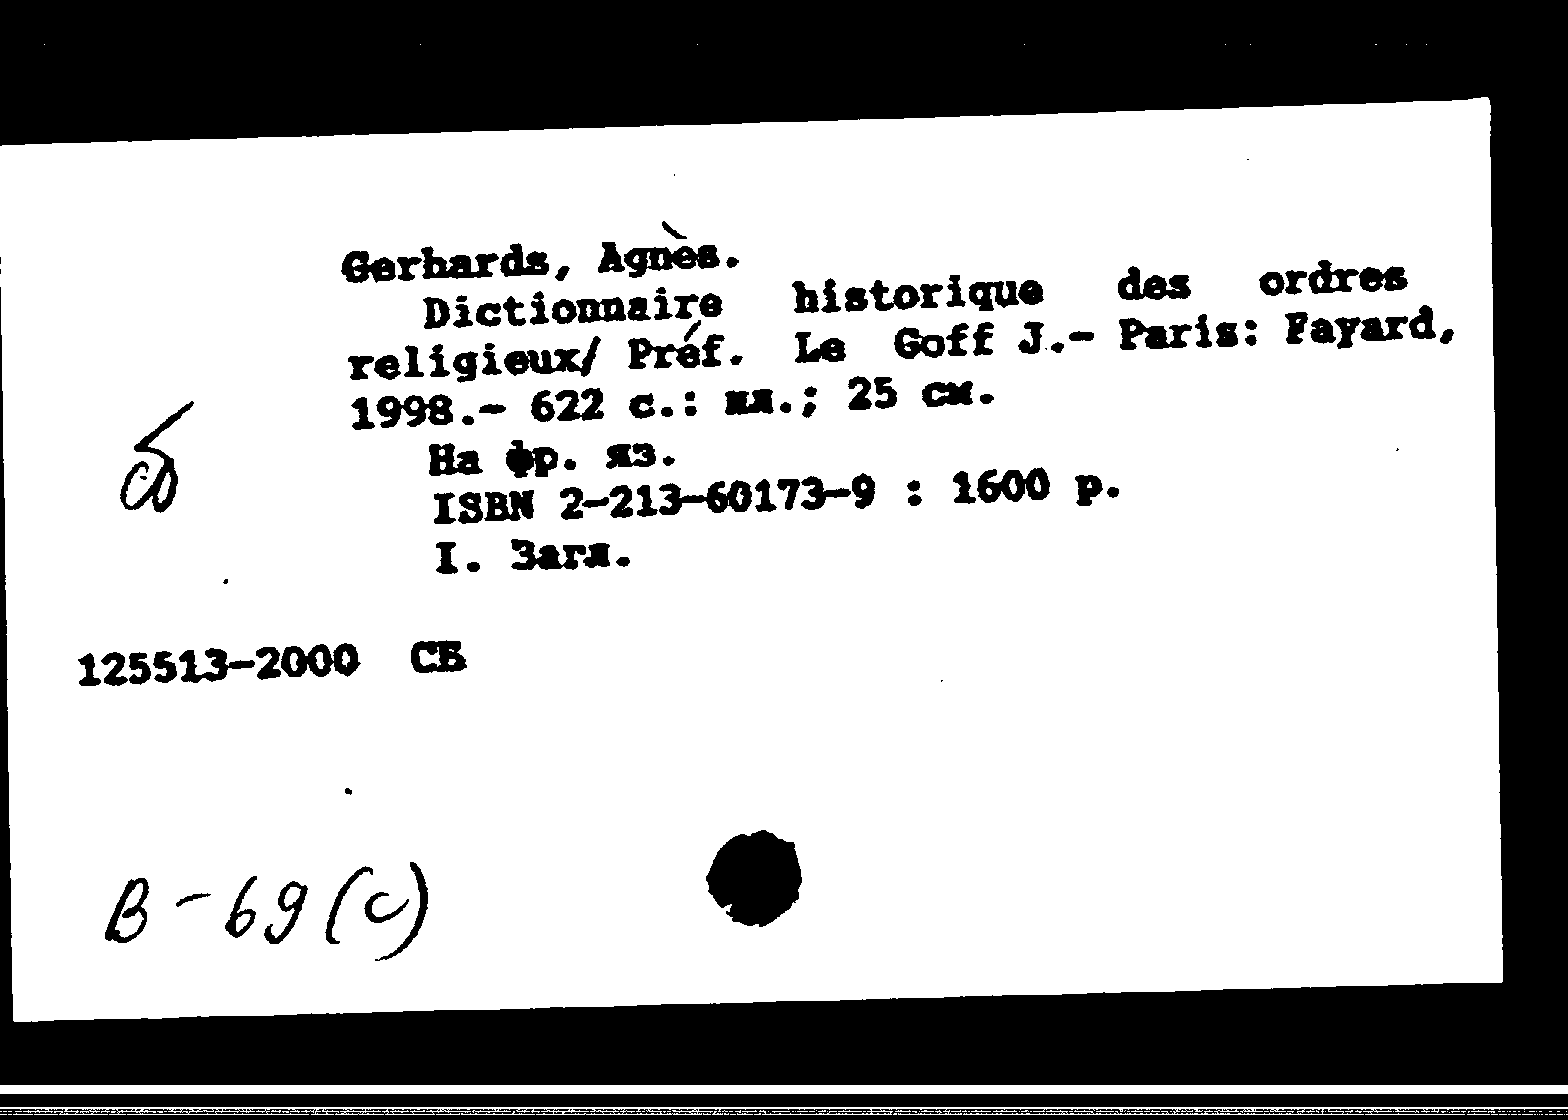 Gerhards, Agnès.
Dictionnaire historique des ordres
religieux/ Préf. Le Goff J.- Paris: Fayard,
1998.- 622 с.: ил.; 25 см.
На фр. яз.
ISBN 2-213-60173-9 : 1600 р.
I. Загл.
125513-2000 СБ
В-69(с)